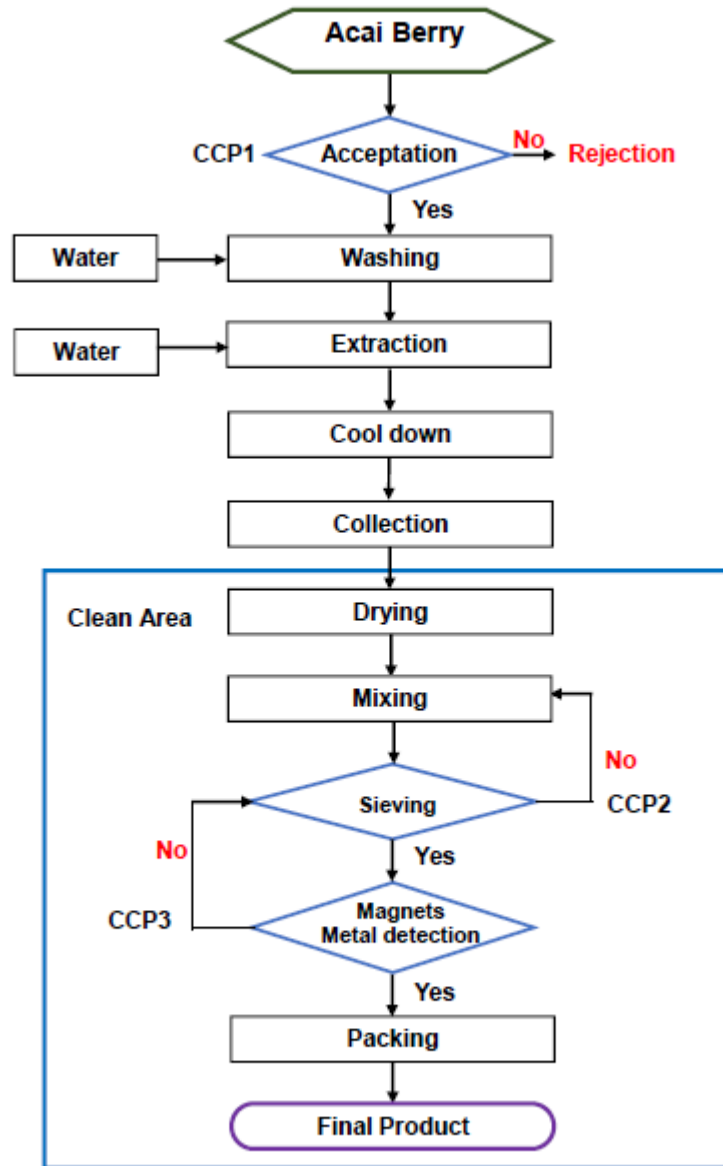 Acai Berry
CCP1
Acceptation
No
Rejection
Yes
Water
Washing
Water
Extraction
Cool down
Collection
Clean Area
Drying
Mixing
No
Sieving
CCP2
No
Yes
CCP3
Magnets
Metal detection
Yes
Packing
Final Product